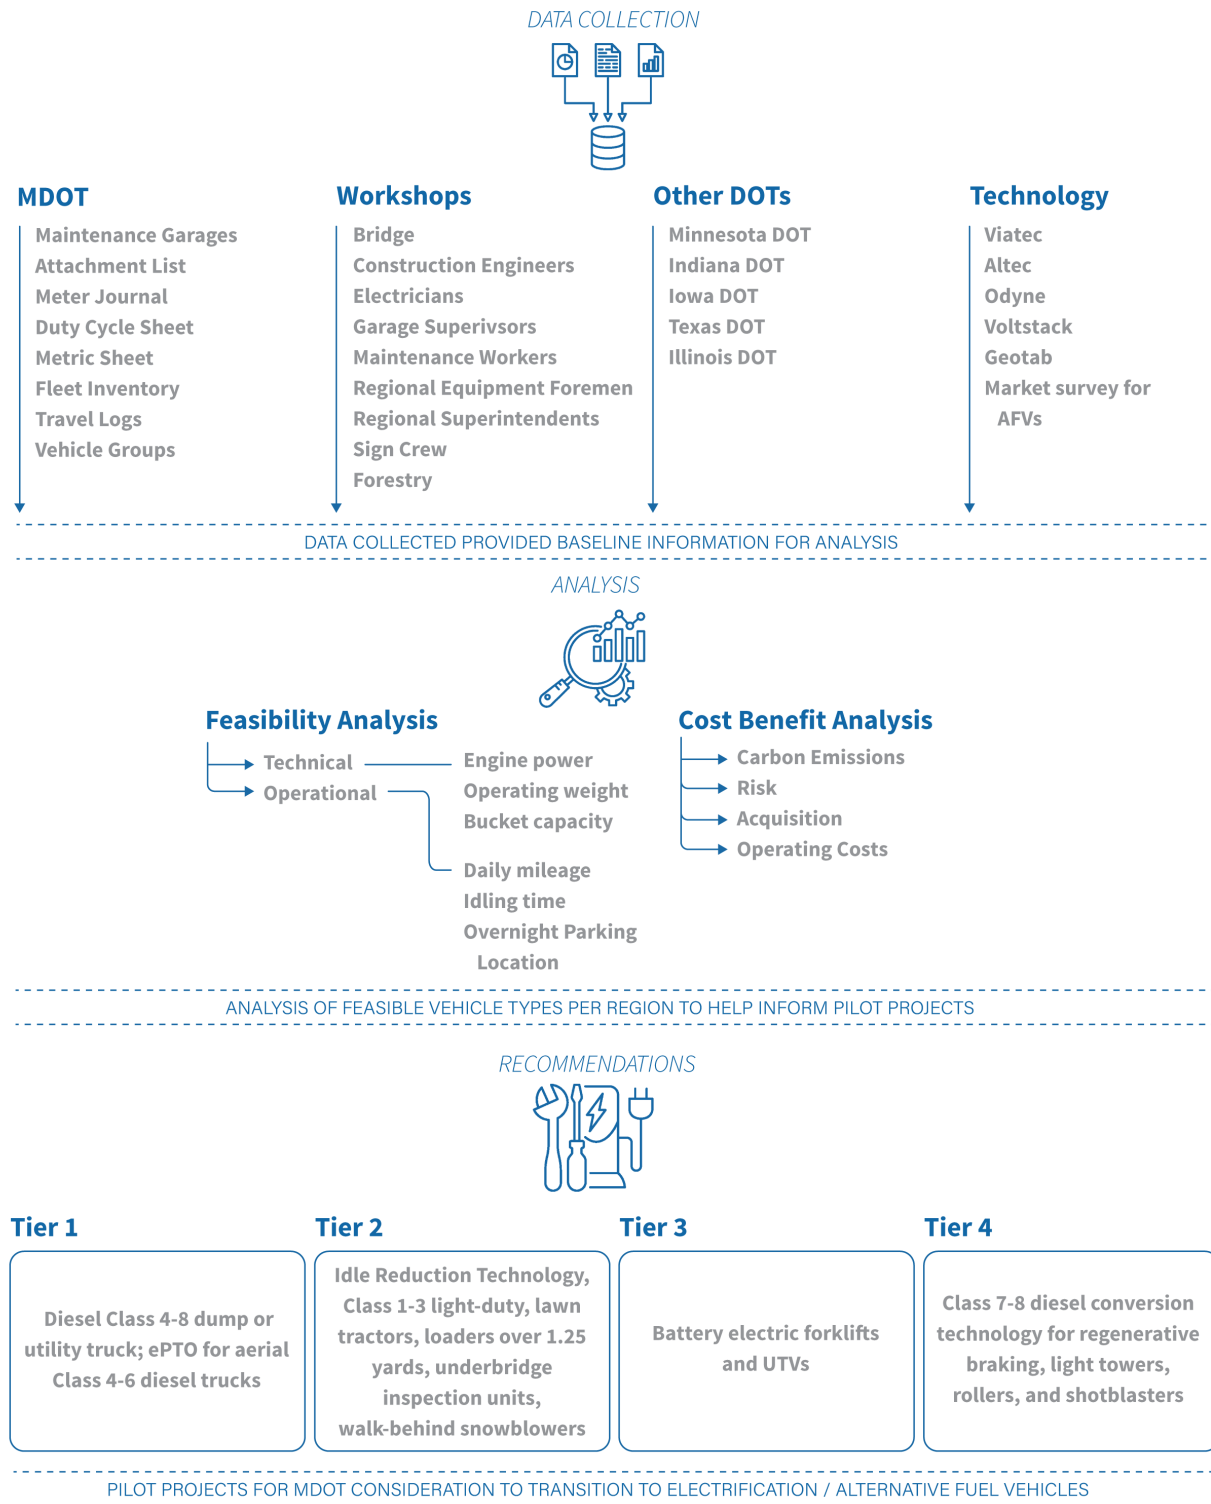 DATA COLLECTION
MDOT
Maintenance Garages
Attachment List
Meter Journal
Duty Cycle Sheet
Metric Sheet
Fleet Inventory
Travel Logs
Vehicle Groups
Workshops
Bridge
Construction Engineers
Electricians
Garage Superivsors
Maintenance Workers
Regional Equipment Foremen
Regional Superintendents
Sign Crew
Forestry
Other DOTs
Minnesota DOT
Indiana DOT
Iowa DOT
Texas DOT
Illinois DOT
Technology
Viatec
Altec
Odyne
Voltstack
Geotab
Market survey for
AFVs
DATA COLLECTED PROVIDED BASELINE INFORMATION FOR ANALYSIS
ANALYSIS
Feasibility Analysis
Technical
Operational
Engine power
Operating weight
Bucket capacity
Daily mileage
Idling time
Overnight Parking
Location
Cost Benefit Analysis
Carbon Emissions
Risk
Acquisition
Operating Costs
ANALYSIS OF FEASIBLE VEHICLE TYPES PER REGION TO HELP INFORM PILOT PROJECTS
RECOMMENDATIONS
Tier 1
Diesel Class 4-8 dump or
utility truck; ePTO for aerial
Class 4-6 diesel trucks
Tier 2
Idle Reduction Technology,
Class 1-3 light-duty, lawn
tractors, loaders over 1.25
yards, underbridge
inspection units,
walk-behind snowblowers
Tier 3
Battery electric forklifts
and UTVs
Tier 4
Class 7-8 diesel conversion
technology for regenerative
braking, light towers,
rollers, and shotblasters
PILOT PROJECTS FOR MDOT CONSIDERATION TO TRANSITION TO ELECTRIFICATION / ALTERNATIVE FUEL VEHICLES